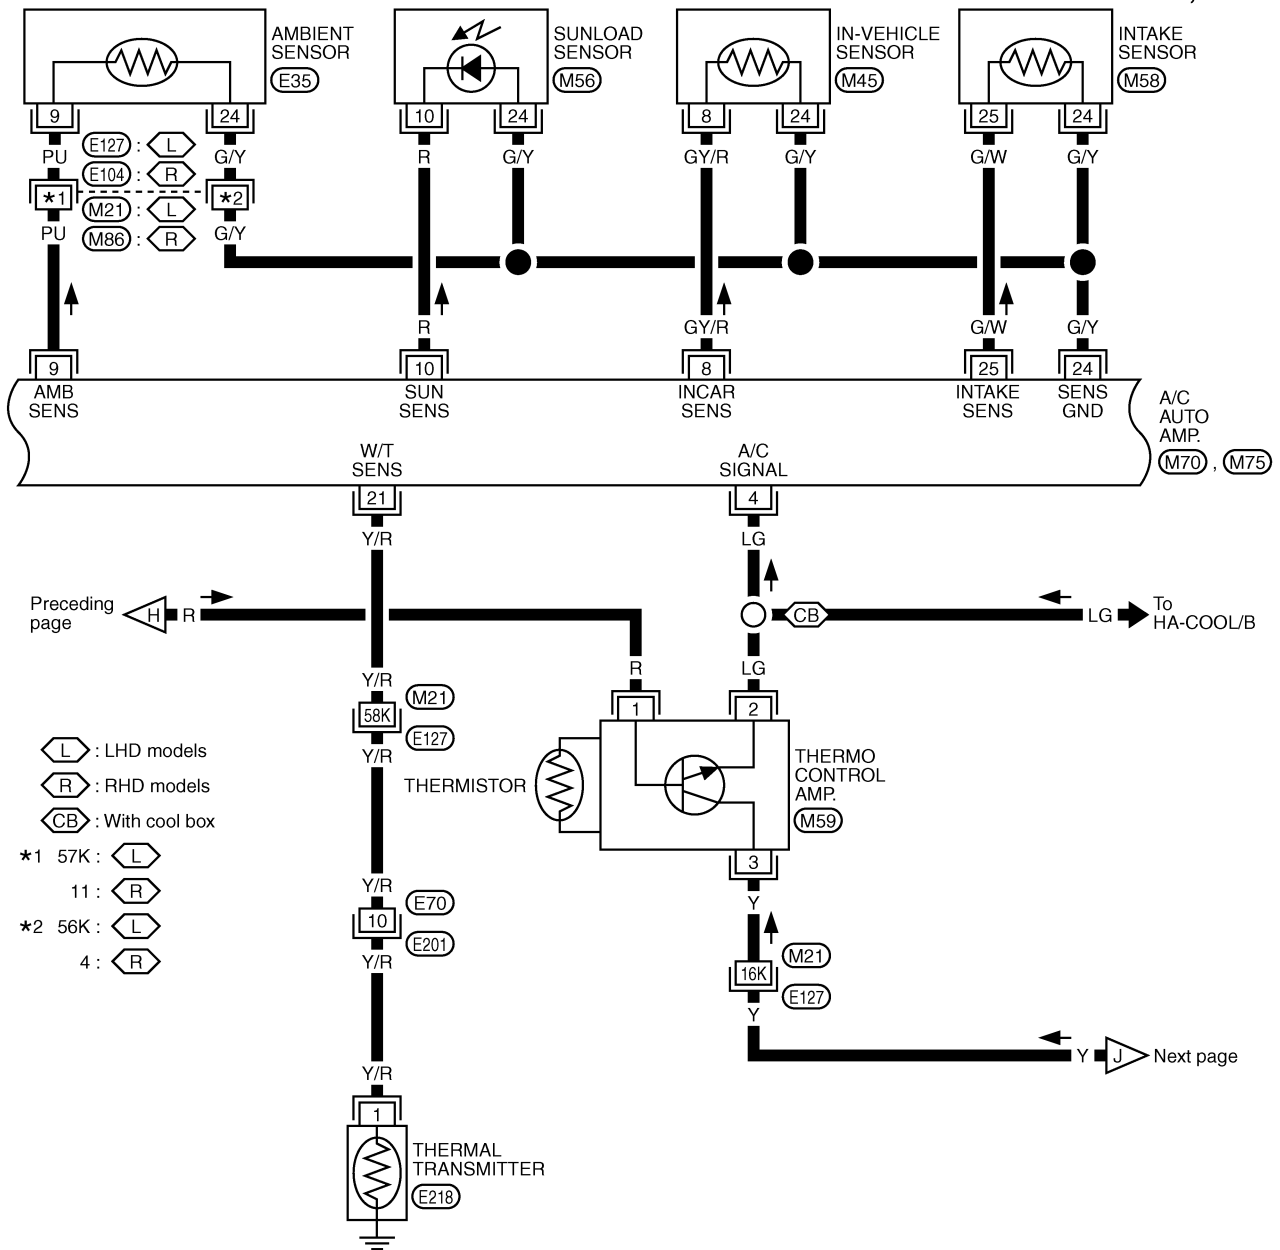 AMBIENT
SENSOR
E35
SUNLOAD
SENSOR
M56
IN-VEHICLE
SENSOR
M45
INTAKE
SENSOR
M58
9
24
10
24
8
24
25
24
PU
E127 : L
G/Y
R
G/Y
GY/R
G/Y
G/W
G/Y
E104 : R
*1
*2
M21 : L
PU
M86 : R
G/Y
R
GY/R
G/W
G/Y
9
10
8
25
24
AMB
SENS
SUN
SENS
INCAR
SENS
INTAKE
SENS
SENS
GND
A/C
AUTO
AMP.
M70 , M75
W/T
SENS
A/C
SIGNAL
21
4
Y/R
LG
Preceding
page
H
R
CB
LG
To
HA-COOL/B
Y/R
R
LG
M21
58K
E127
Y/R
1
2
THERMISTOR
THERMO
CONTROL
AMP.
M59
3
L : LHD models
R : RHD models
CB : With cool box
*1 57K : L
11 : R
*2 56K : L
4 : R
Y/R
E70
10
E201
Y/R
Y
M21
16K
E127
Y
Y
J
Next page
Y/R
1
THERMAL
TRANSMITTER
E218